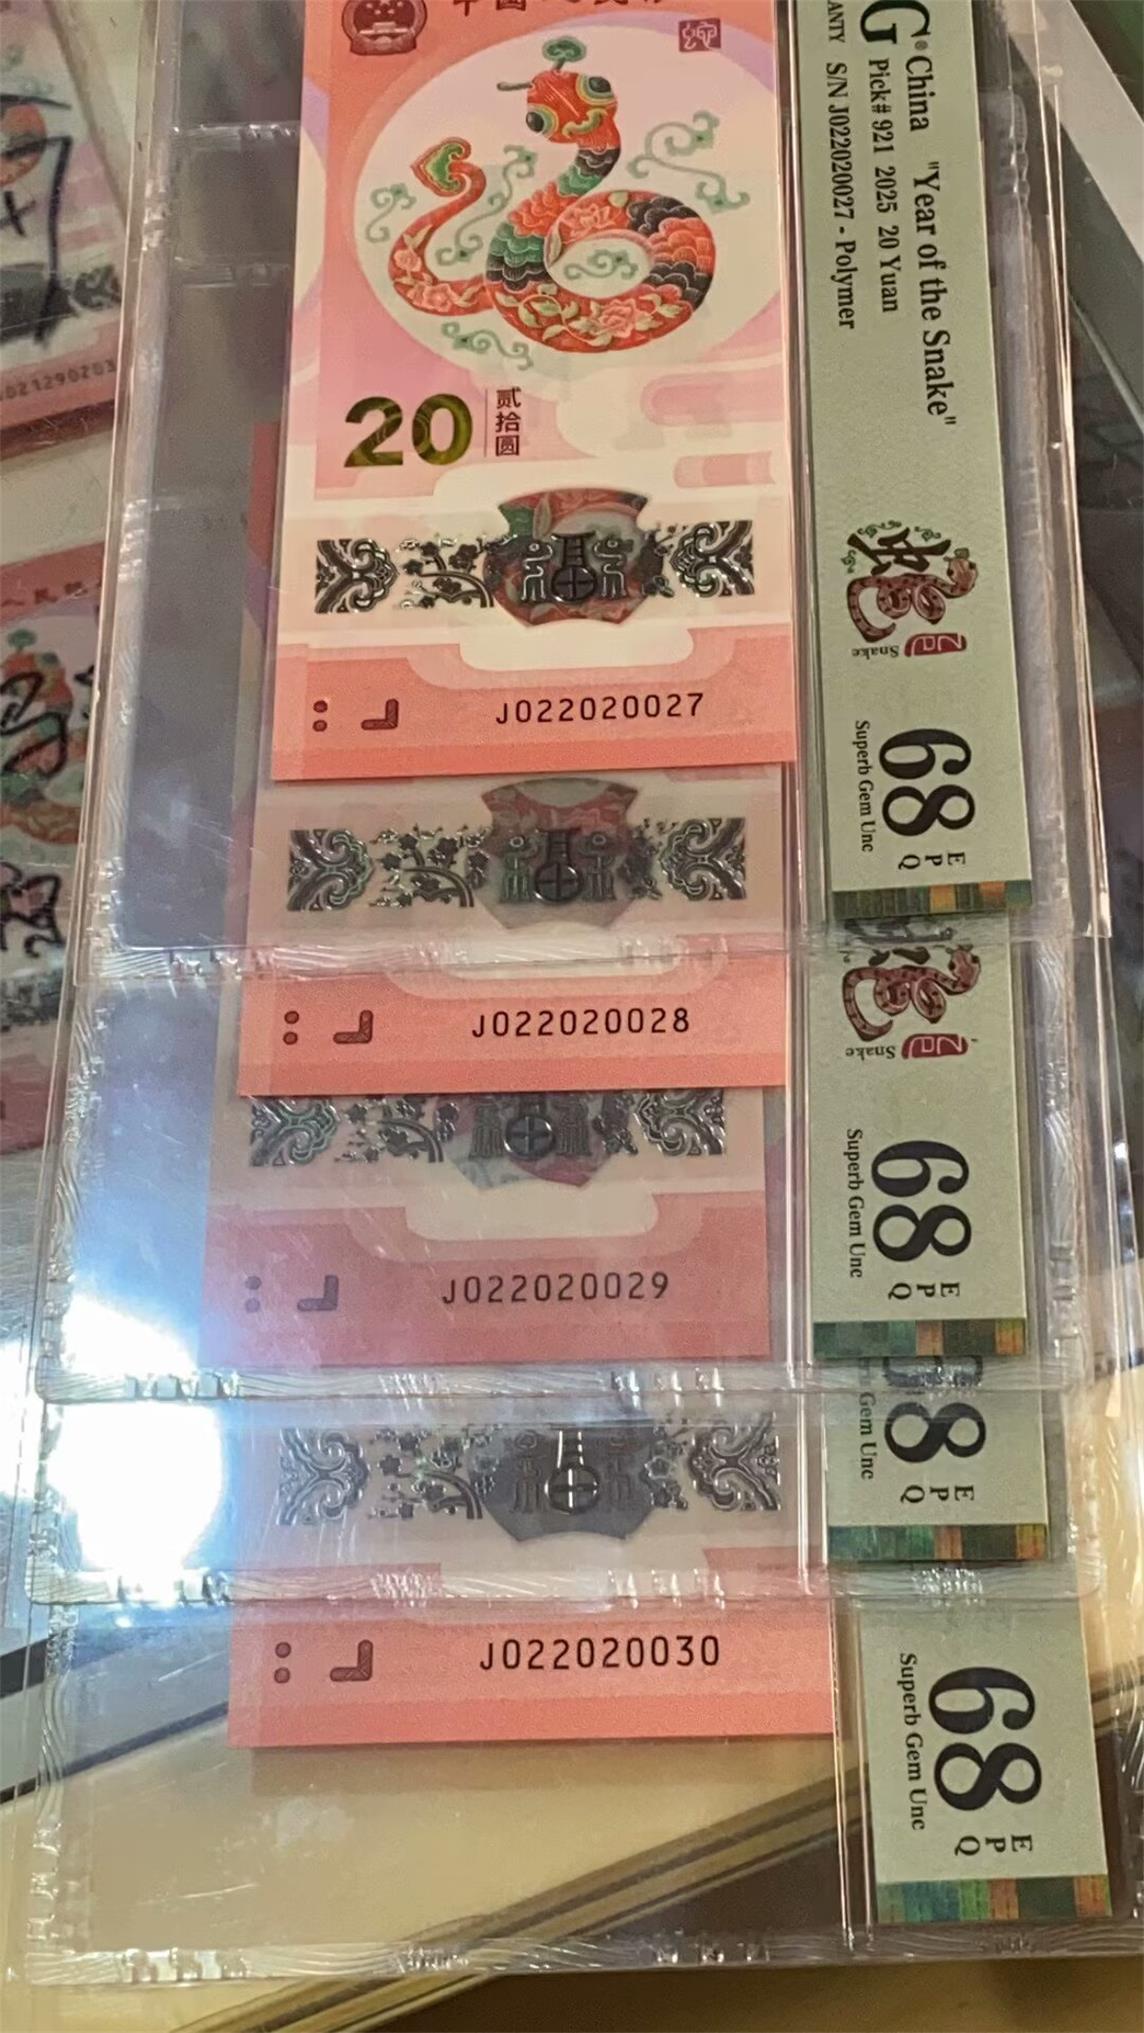 G® China "Year of the Snake"
Pick# 921 2025 20 Yuan
ANTY S/N J022020027 - Polymer
20
贰拾圆
J022020027
Snake
68
EPQ
Superb Gem Unc
J022020028
Snake
68
EPQ
Superb Gem Unc
J022020029
68
EPQ
Gem Unc
J022020030
68
EPQ
Superb Gem Unc